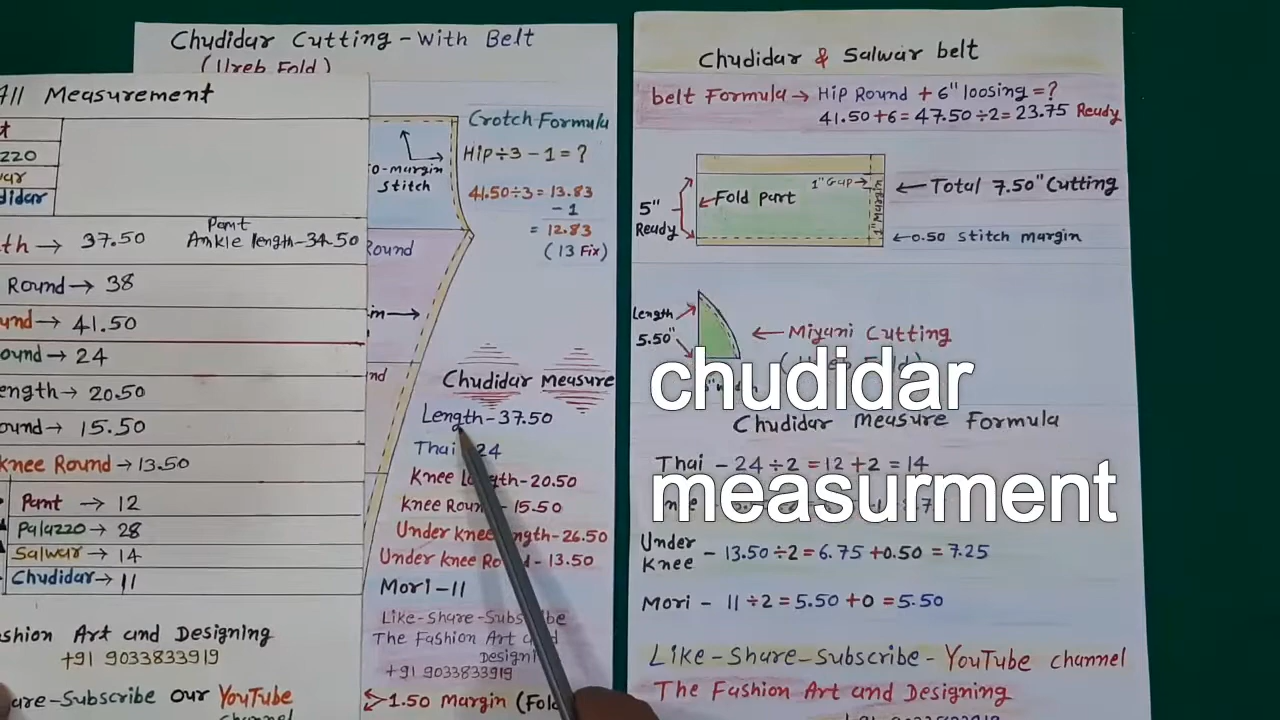 Chudidar Cutting - With Belt
(Ureb Fold)
All Measurement
37.50
Pant
Ankle length-34.50
Round → 38
41.50
24
20.50
15.50
Knee Round → 13.50
Pant → 12
Palazzo → 28
Salwar → 14
Chudidar → 11
Art and Designing
+91 9033833919
Subscribe our YouTube
margin
Stitch
Round
Crotch Formula
Hip÷3 - 1 = ?
41.50÷3 = 13.83
- 1
= 12.83
(13 Fix)
Chudidar Measure
Length-37.50
Thai 24
Knee Length-20.50
Knee Round - 15.50
Under knee length-26.50
Under Knee Round - 13.50
Mori-11
Like-Share-Subscribe
The Fashion Art and
Designing
+91 9033833919
1.50 Margin (Fold
Chudidar & Salwar belt
belt Formula → Hip Round + 6" loosing = ?
41.50+6 = 47.50÷2 = 23.75 Ready
5"
Ready
Fold part
1" Gap →
1" margin
← Total 7.50" Cutting
← 0.50 Stitch margin
Length
5.50"
← Miyani Cutting
chudidar
Chudidar measure Formula
Thai - 24 ÷2 = 12 +2 = 14
measurment
Under
Knee - 13.50 ÷2 = 6.75 +0.50 = 7.25
Mori - 11 ÷2 = 5.50 +0 = 5.50
Like-Share-Subscribe-YouTube channel
The Fashion Art and Designing